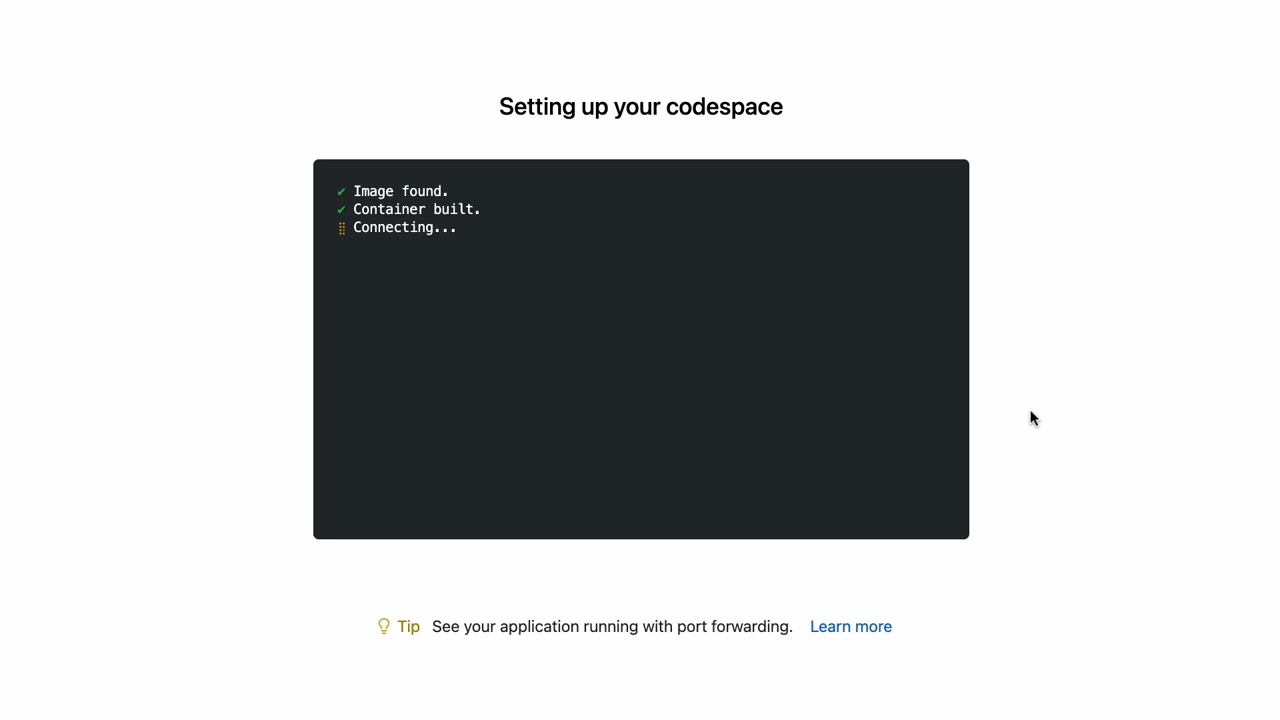 Setting up your codespace
✔ Image found.
✔ Container built.
⣿ Connecting...
Tip See your application running with port forwarding. Learn more